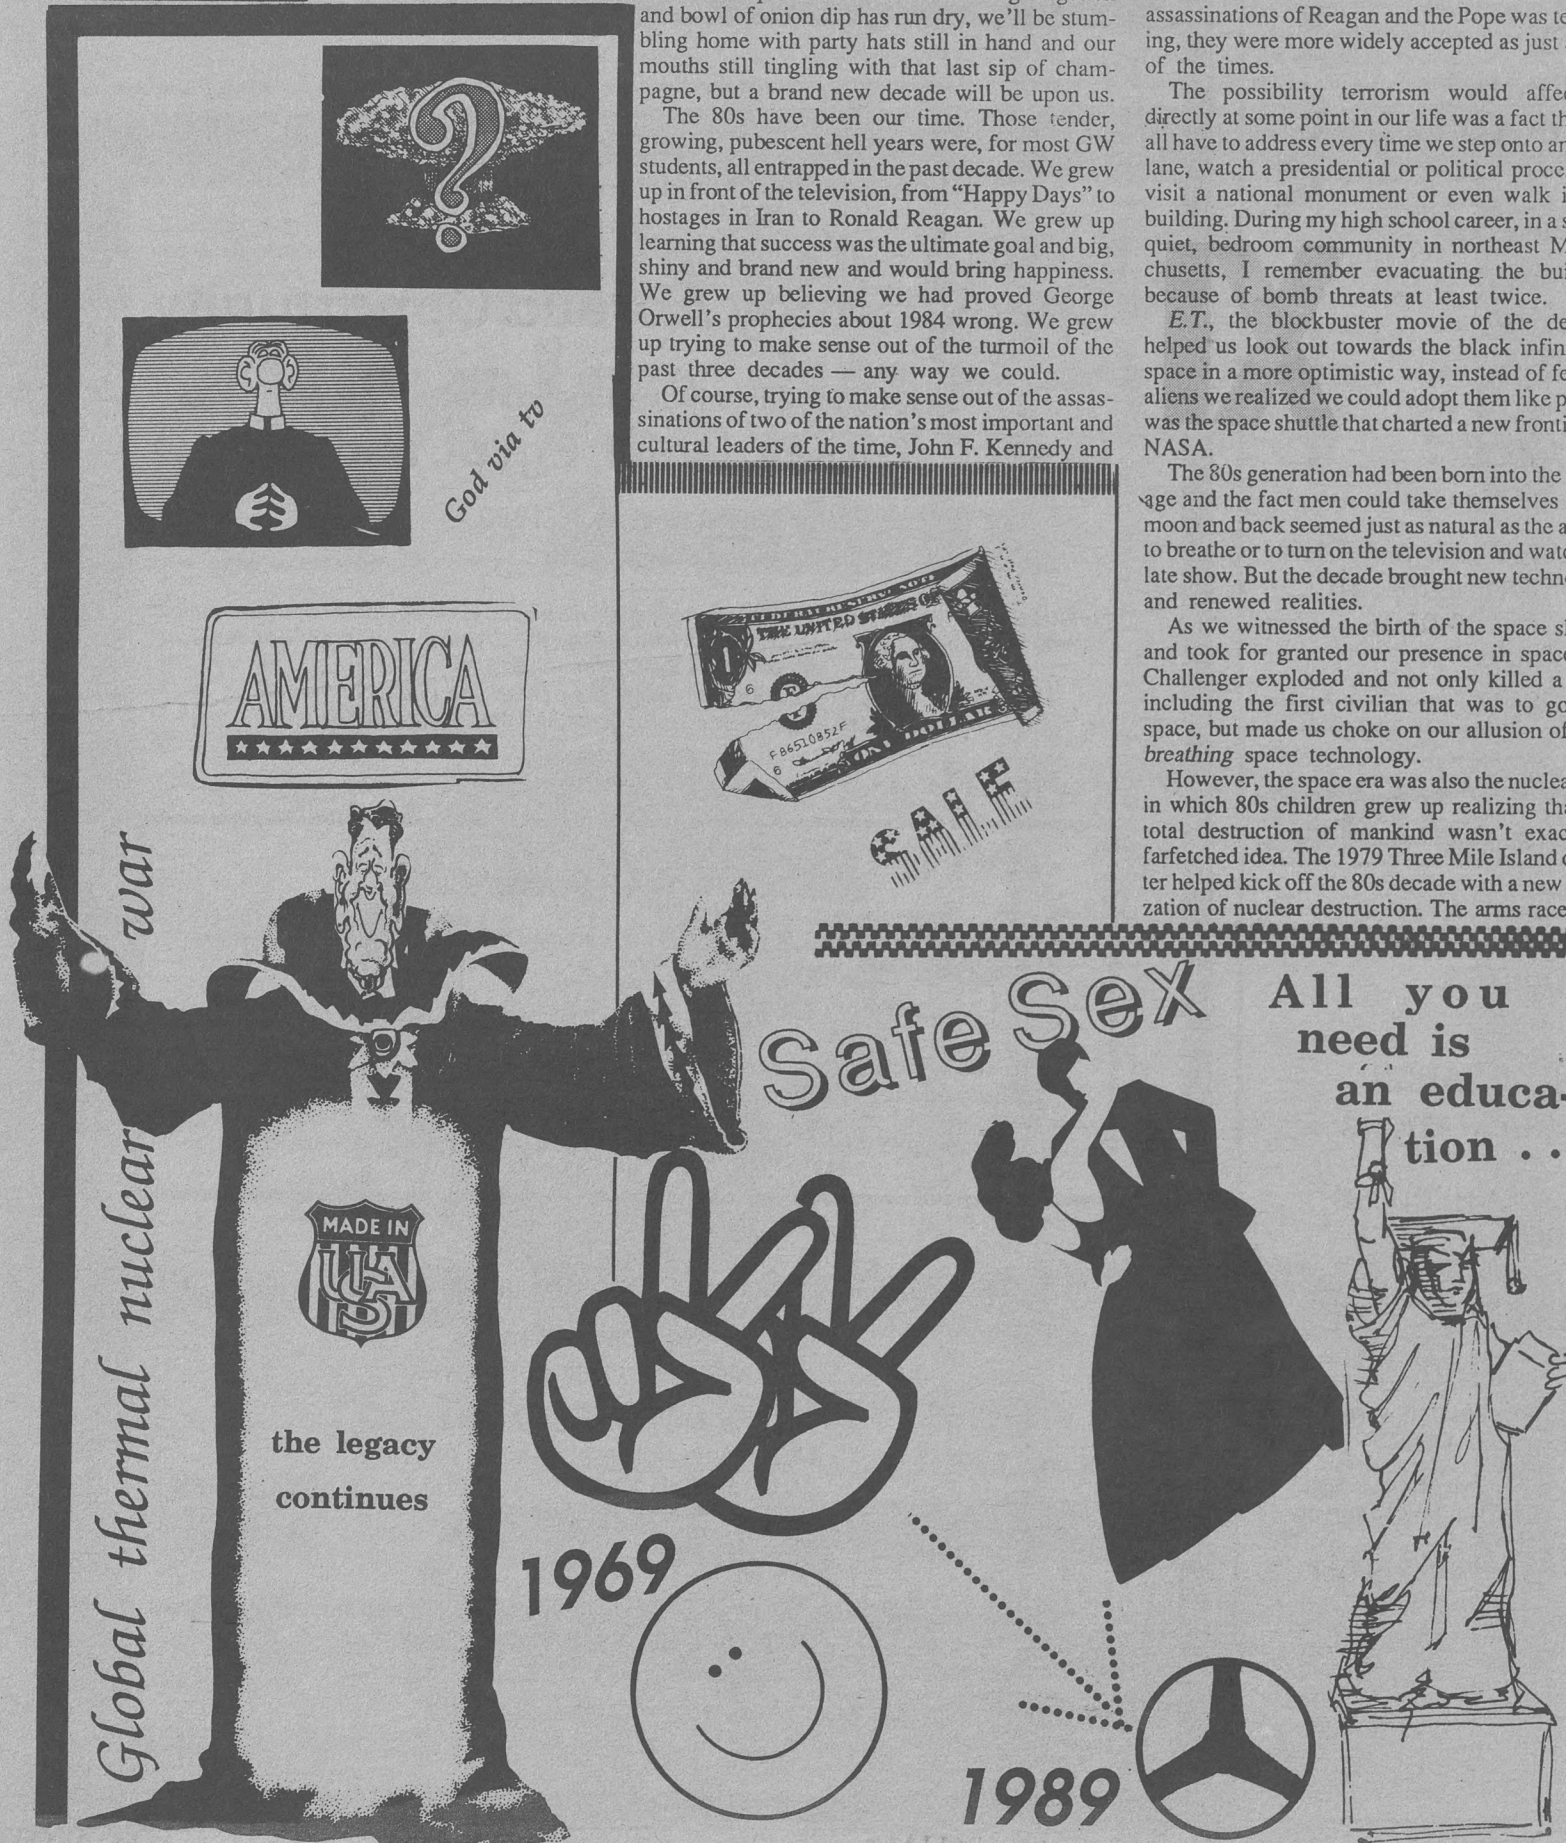 and bowl of onion dip has run dry, we'll be stum-
bling home with party hats still in hand and our
mouths still tingling with that last sip of cham-
pagne, but a brand new decade will be upon us.
The 80s have been our time. Those tender,
growing, pubescent hell years were, for most GW
students, all entrapped in the past decade. We grew
up in front of the television, from “Happy Days” to
hostages in Iran to Ronald Reagan. We grew up
learning that success was the ultimate goal and big,
shiny and brand new and would bring happiness.
We grew up believing we had proved George
Orwell's prophecies about 1984 wrong. We grew
up trying to make sense out of the turmoil of the
past three decades — any way we could.
Of course, trying to make sense out of the assas-
sinations of two of the nation's most important and
cultural leaders of the time, John F. Kennedy and
assassinations of Reagan and the Pope was
ing, they were more widely accepted as just
of the times.
The possibility terrorism would
directly at some point in our life was a fact
all have to address every time we step onto
lane, watch a presidential or political
visit a national monument or even walk
building. During my high school career, in a
quiet, bedroom community in northeast
chusetts, I remember evacuating the
because of bomb threats at least twice.
E.T., the blockbuster movie of the
helped us look out towards the black
space in a more optimistic way, instead of
aliens we realized we could adopt them like
was the space shuttle that charted a new
NASA.
The 80s generation had been born into the
age and the fact men could take themselves
moon and back seemed just as natural as the
to breathe or to turn on the television and
late show. But the decade brought new
and renewed realities.
As we witnessed the birth of the space
and took for granted our presence in
Challenger exploded and not only killed a
including the first civilian that was to
space, but made us choke on our allusion of
breathing space technology.
However, the space era was also the
in which 80s children grew up realizing
total destruction of mankind wasn't
farfetched idea. The 1979 Three Mile Island
ter helped kick off the 80s decade with a new
zation of nuclear destruction. The arms race
God via tv
AMERICA
FEDERAL RESERVE NOTE
THE UNITED STATES OF
1
6
F86510852F
6
ONE DOLLAR
SALE
Global thermal nuclear war
MADE IN
USA
the legacy
continues
Safe Sex
All you
need is
an educa-
tion . .
1969
1989